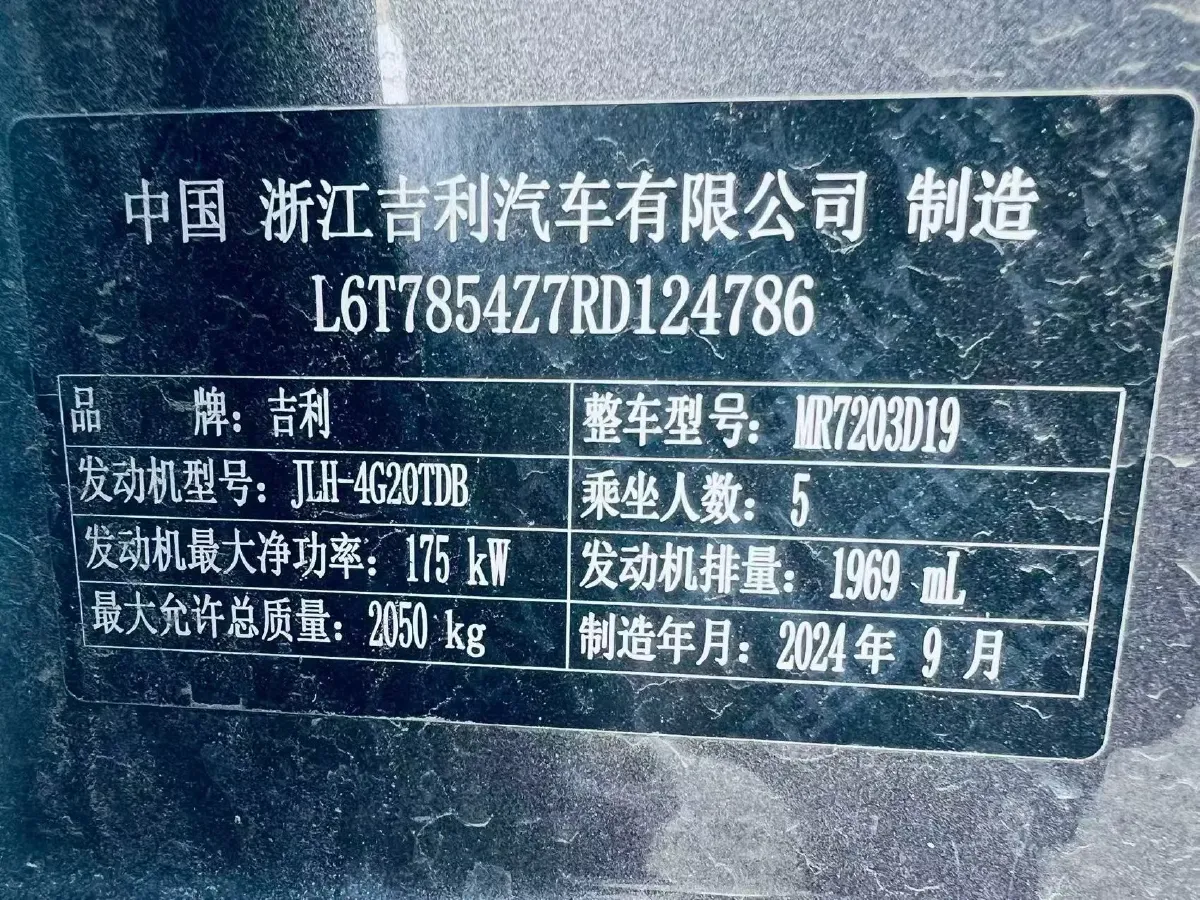 中国 浙江吉利汽车有限公司 制造
L6T7854Z7RD124786
品 牌：吉利 整车型号：MR7203D19
发动机型号：JLH-4G20TDB 乘坐人数：5
发动机最大净功率：175 kW 发动机排量：1969 mL
最大允许总质量：2050 kg 制造年月：2024年 9 月